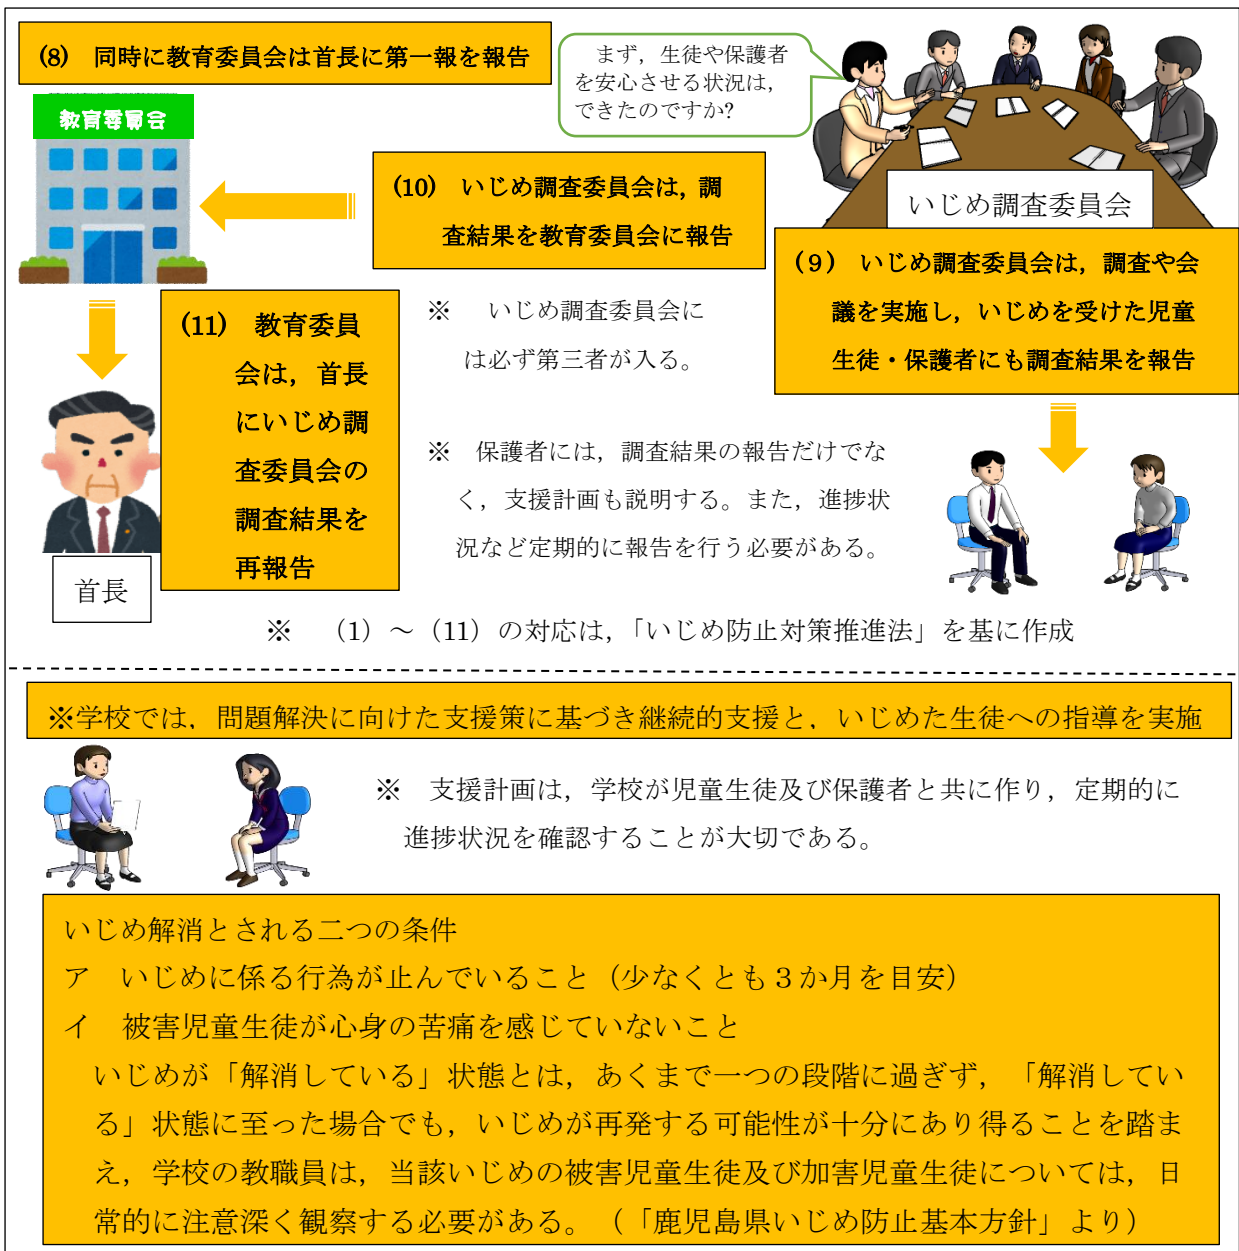 (8) 同時に教育委員会は首長に第一報を報告
まず，生徒や保護者
を安心させる状況は，
できたのですか?
教育委員会
いじめ調査委員会
(10) いじめ調査委員会は，調
査結果を教育委員会に報告
(9) いじめ調査委員会は，調査や会
議を実施し，いじめを受けた児童
生徒・保護者にも調査結果を報告
(11) 教育委員
会は，首長
にいじめ調
査委員会の
調査結果を
再報告
※ いじめ調査委員会に
は必ず第三者が入る。
※ 保護者には，調査結果の報告だけでな
く，支援計画も説明する。また，進捗状
況など定期的に報告を行う必要がある。
首長
※ (1)～(11)の対応は，「いじめ防止対策推進法」を基に作成
※学校では，問題解決に向けた支援策に基づき継続的支援と，いじめた生徒への指導を実施
※ 支援計画は，学校が児童生徒及び保護者と共に作り，定期的に
進捗状況を確認することが大切である。
いじめ解消とされる二つの条件
ア いじめに係る行為が止んでいること（少なくとも３か月を目安）
イ 被害児童生徒が心身の苦痛を感じていないこと
いじめが「解消している」状態とは，あくまで一つの段階に過ぎず，「解消してい
る」状態に至った場合でも，いじめが再発する可能性が十分にあり得ることを踏ま
え，学校の教職員は，当該いじめの被害児童生徒及び加害児童生徒については，日
常的に注意深く観察する必要がある。（「鹿児島県いじめ防止基本方針」より）